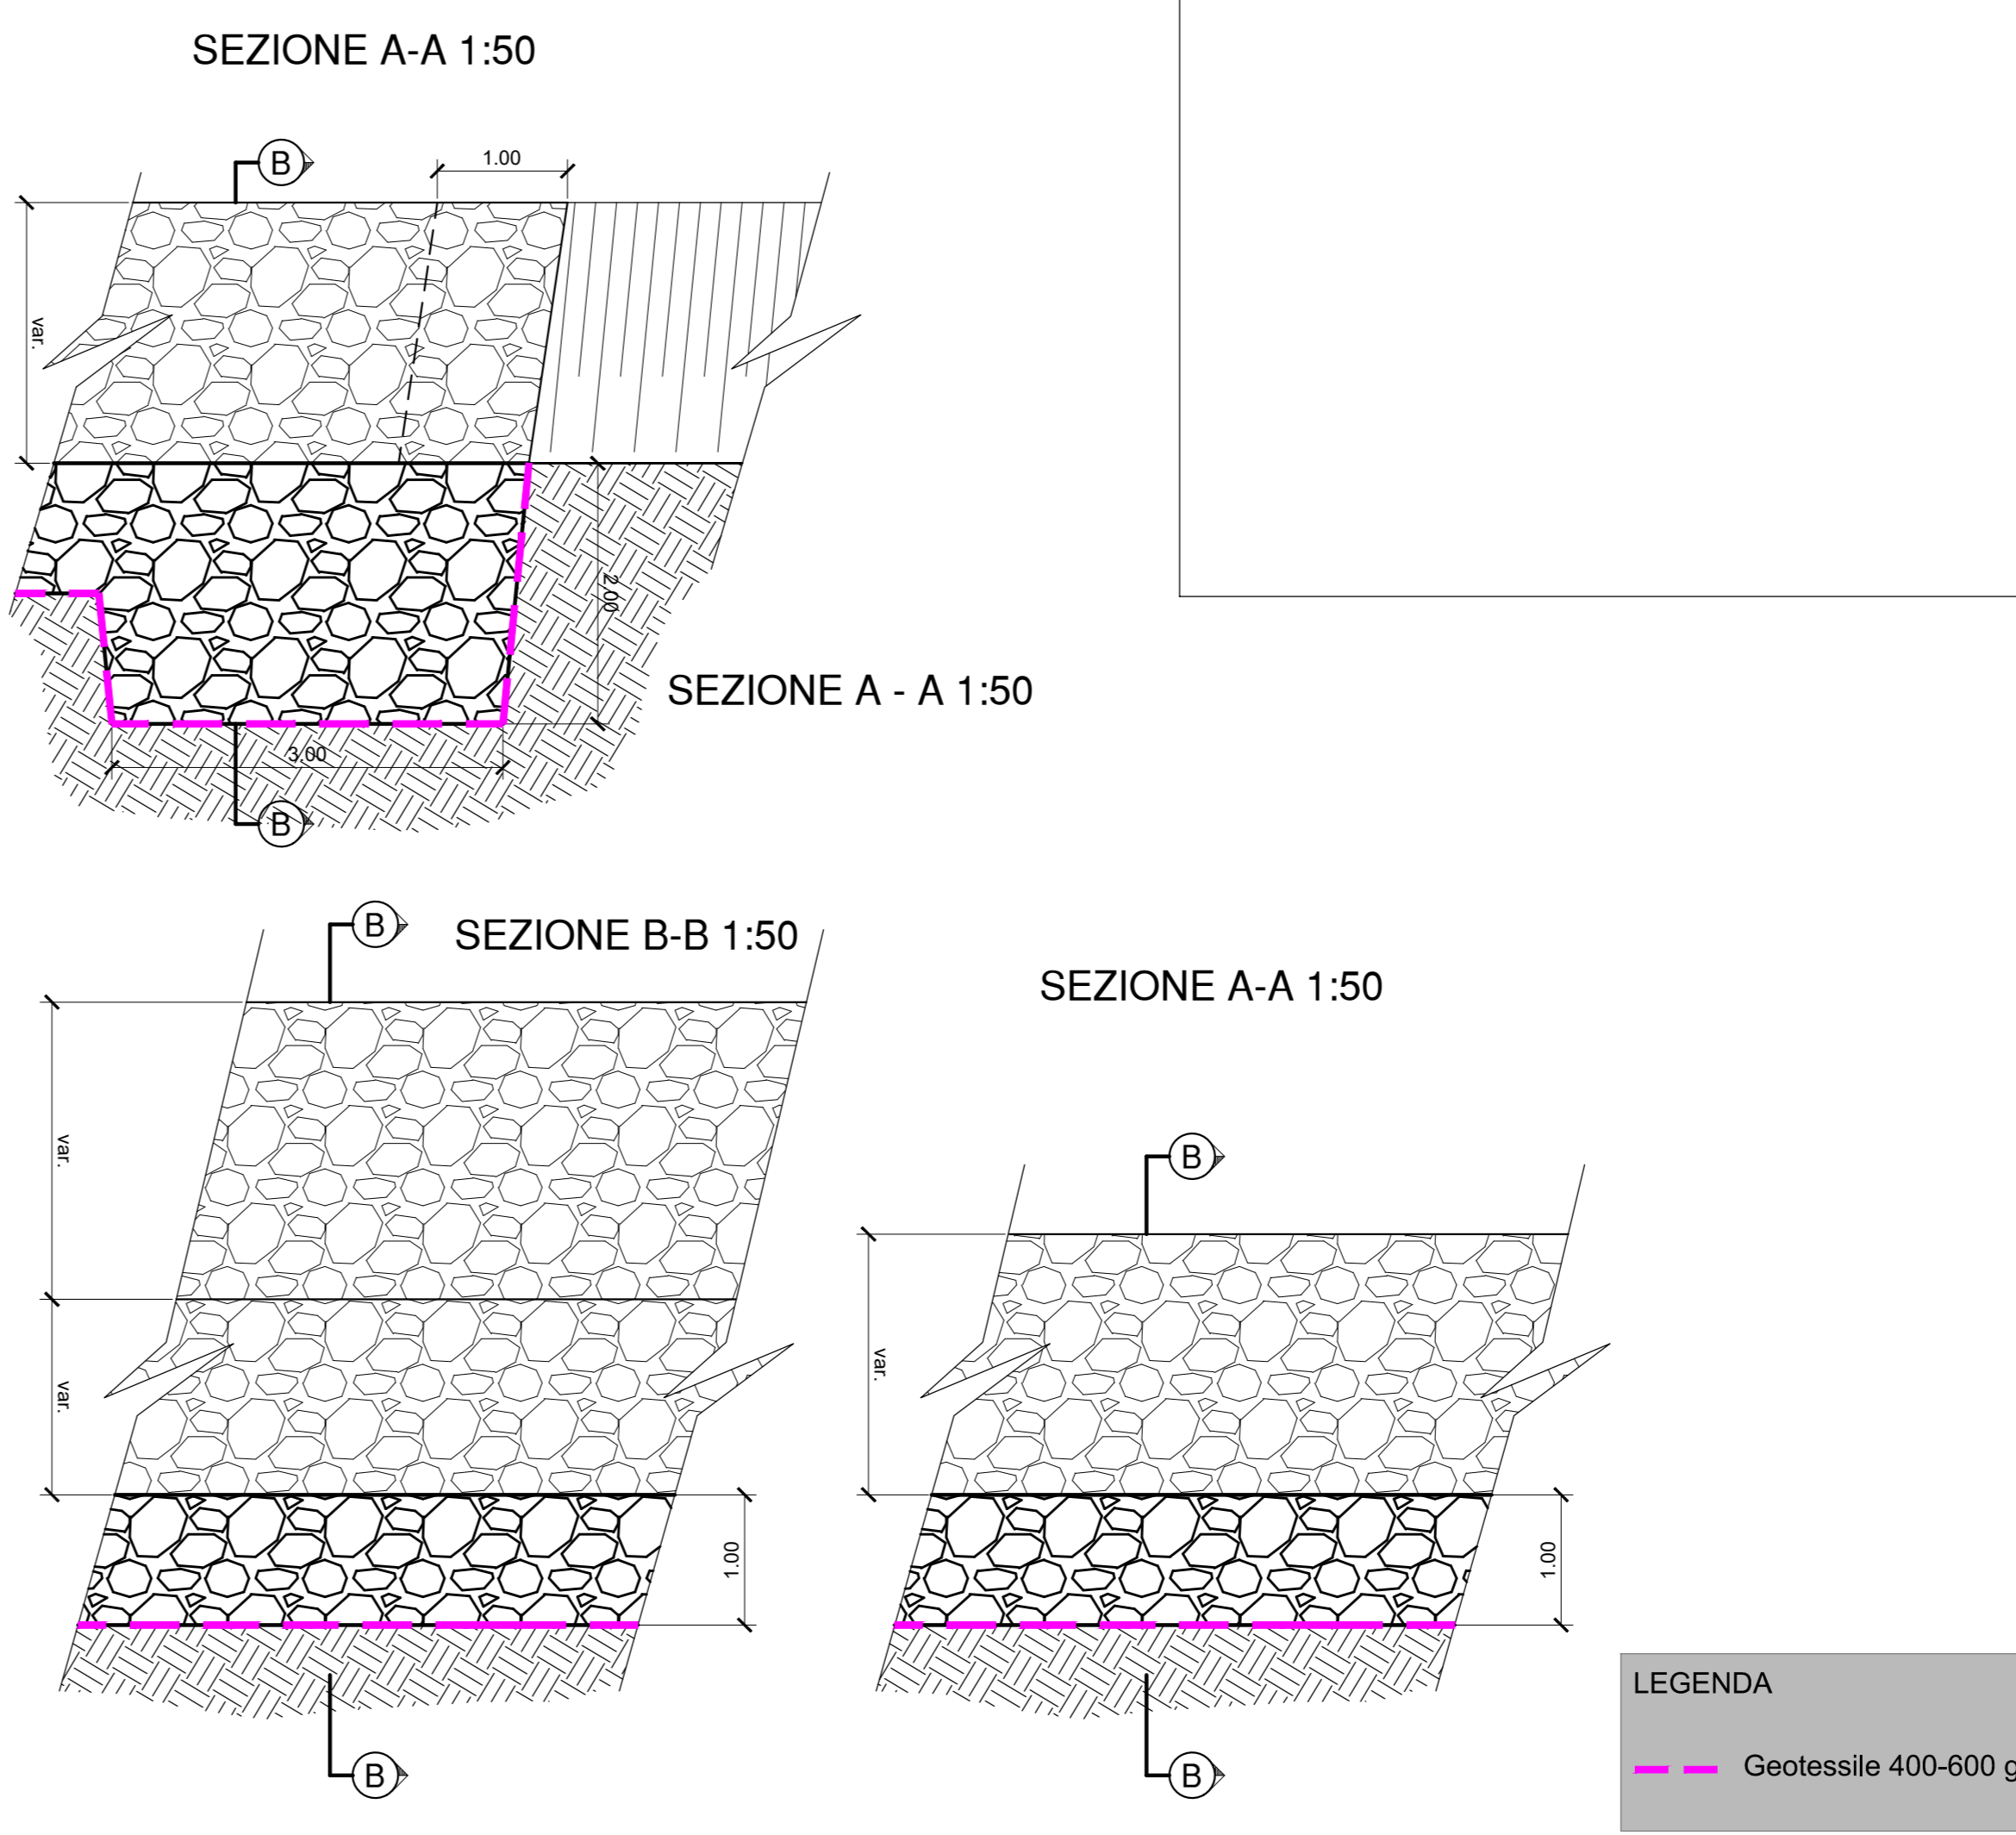 SEZIONE A-A 1:50
B
1.00
var.
2.00
SEZIONE A - A 1:50
3.00
B
B
SEZIONE B-B 1:50
SEZIONE A-A 1:50
var.
B
var.
var.
1.00
1.00
B
B
LEGENDA
Geotessile 400-600 g